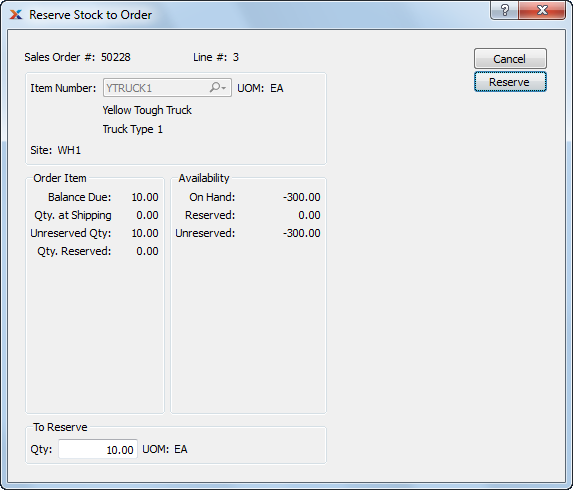 Reserve Stock to Order
Sales Order #: 50228 Line #: 3
Cancel
Reserve
Item Number: YTRUCK1 UOM: EA
Yellow Tough Truck
Truck Type 1
Site: WH1
Order Item
Balance Due: 10.00
Qty. at Shipping 0.00
Unreserved Qty: 10.00
Qty. Reserved: 0.00
Availability
On Hand: -300.00
Reserved: 0.00
Unreserved: -300.00
To Reserve
Qty: 10.00 UOM: EA